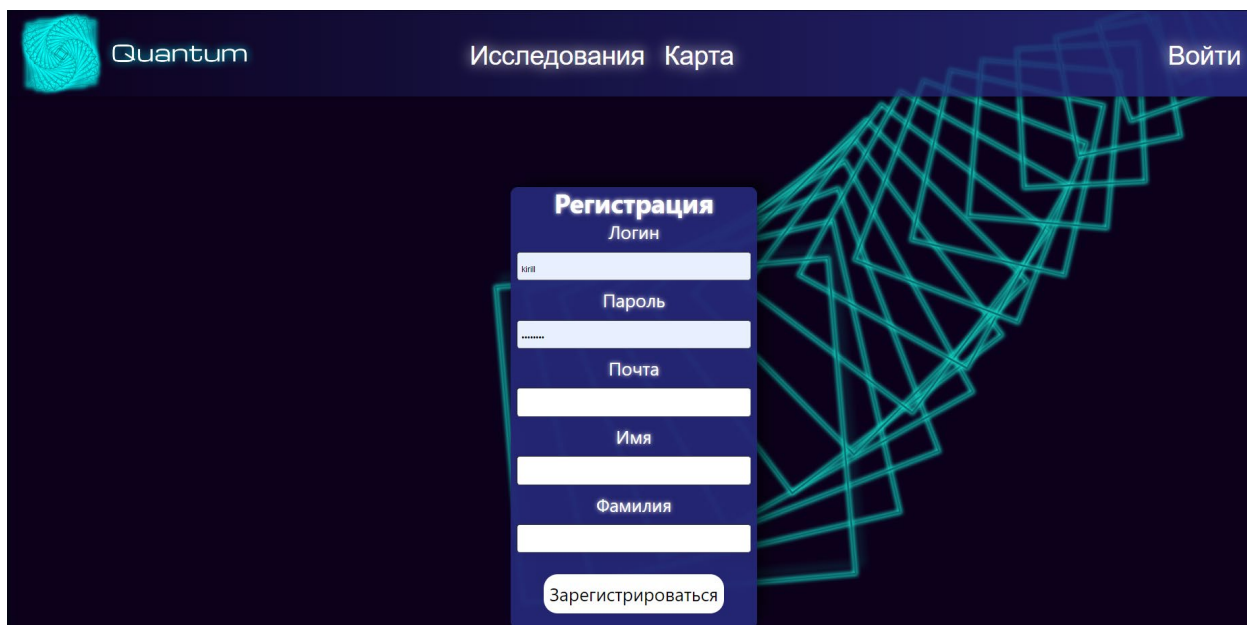 Quantum
Исследования Карта
Войти
Регистрация
Логин
kirill
Пароль
••••••••
Почта
Имя
Фамилия
Зарегистрироваться